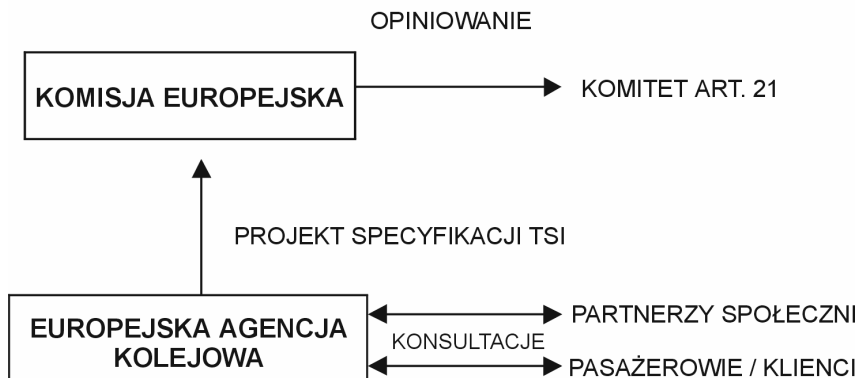 OPINIOWANIE
KOMISJA EUROPEJSKA
KOMITET ART. 21
PROJEKT SPECYFIKACJI TSI
EUROPEJSKA AGENCJA
KOLEJOWA
PARTNERZY SPOŁECZNI
KONSULTACJE
PASAŻEROWIE / KLIENCI